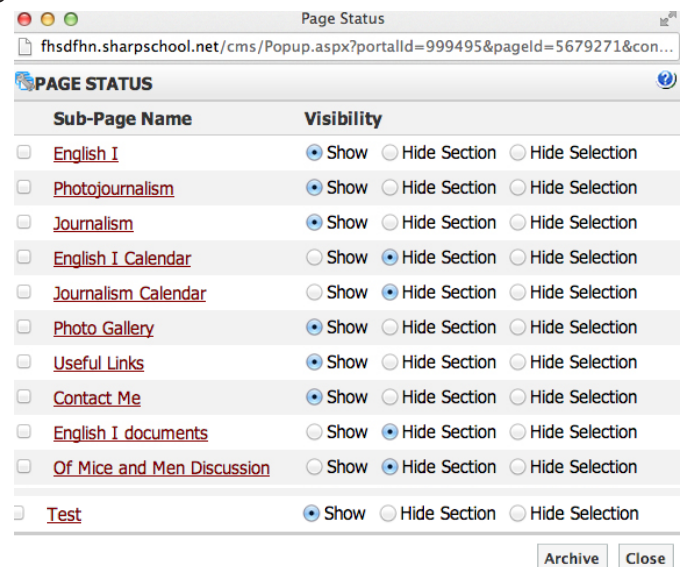 Page Status
fhsdfhn.sharpschool.net/cms/Popup.aspx?portalId=999495&pageId=5679271&con...
PAGE STATUS
Sub-Page Name Visibility
English I Show Hide Section Hide Selection
Photojournalism Show Hide Section Hide Selection
Journalism Show Hide Section Hide Selection
English I Calendar Show Hide Section Hide Selection
Journalism Calendar Show Hide Section Hide Selection
Photo Gallery Show Hide Section Hide Selection
Useful Links Show Hide Section Hide Selection
Contact Me Show Hide Section Hide Selection
English I documents Show Hide Section Hide Selection
Of Mice and Men Discussion Show Hide Section Hide Selection
Test Show Hide Section Hide Selection
Archive Close